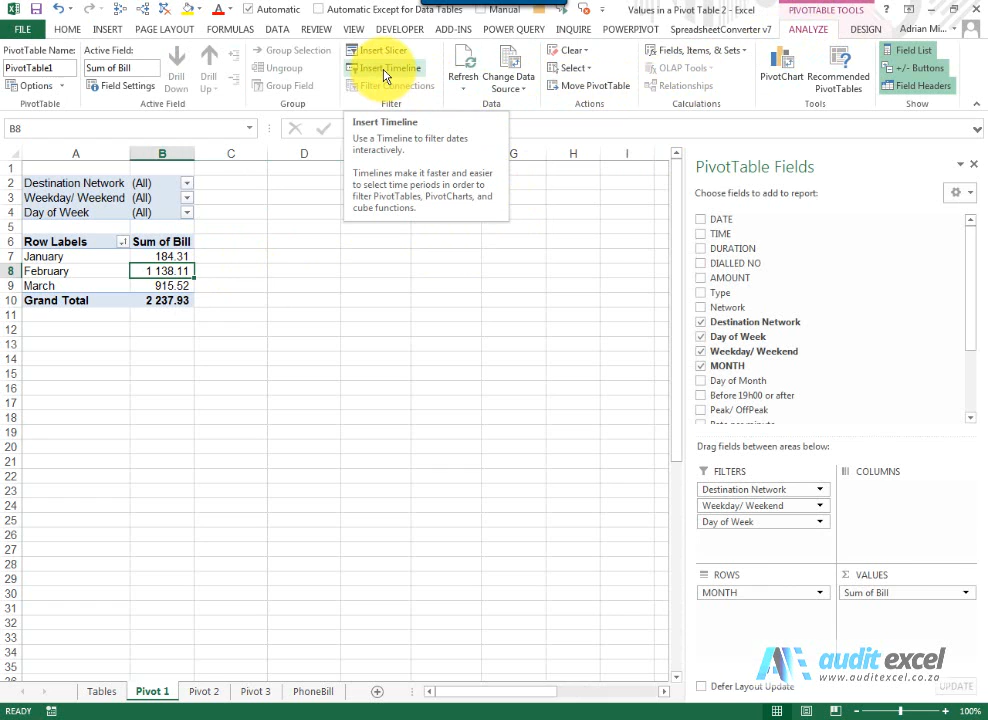 Automatic Automatic Except for Data Tables Manual Values in a Pivot Table 2 - Excel PIVOTTABLE TOOLS ?
FILE HOME INSERT PAGE LAYOUT FORMULAS DATA REVIEW VIEW DEVELOPER ADD-INS POWER QUERY INQUIRE POWERPIVOT SpreadsheetConverter v7 ANALYZE DESIGN Adrian Mi...
PivotTable Name:
PivotTable1
Options
PivotTable
Active Field:
Sum of Bill
Field Settings
Drill Down
Drill Up
Active Field
Group Selection
Ungroup
Group Field
Group
Insert Slicer
Insert Timeline
Filter Connections
Filter
Refresh
Change Data Source
Data
Clear
Select
Move PivotTable
Actions
Fields, Items, & Sets
OLAP Tools
Relationships
Calculations
PivotChart
Recommended PivotTables
Tools
Field List
+/- Buttons
Field Headers
Show
B8
Insert Timeline
Use a Timeline to filter dates
interactively.
Timelines make it faster and easier
to select time periods in order to
filter PivotTables, PivotCharts, and
cube functions.
A B C D G H I
1
2 Destination Network (All)
3 Weekday/ Weekend (All)
4 Day of Week (All)
5
6 Row Labels Sum of Bill
7 January 184.31
8 February 1 138.11
9 March 915.52
10 Grand Total 2 237.93
11
12
13
14
15
16
17
18
19
20
21
22
23
24
25
26
27
28
29
30
31
32
33
34
35
PivotTable Fields
Choose fields to add to report:
DATE
TIME
DURATION
DIALLED NO
AMOUNT
Type
Network
Destination Network
Day of Week
Weekday/ Weekend
MONTH
Day of Month
Before 19h00 or after
Peak/ OffPeak
Drag fields between areas below:
FILTERS
Destination Network
Weekday/ Weekend
Day of Week
COLUMNS
ROWS
MONTH
Σ VALUES
Sum of Bill
audit excel
www.auditexcel.co.za
Defer Layout Update UPDATE
Tables Pivot 1 Pivot 2 Pivot 3 PhoneBill
READY 100%